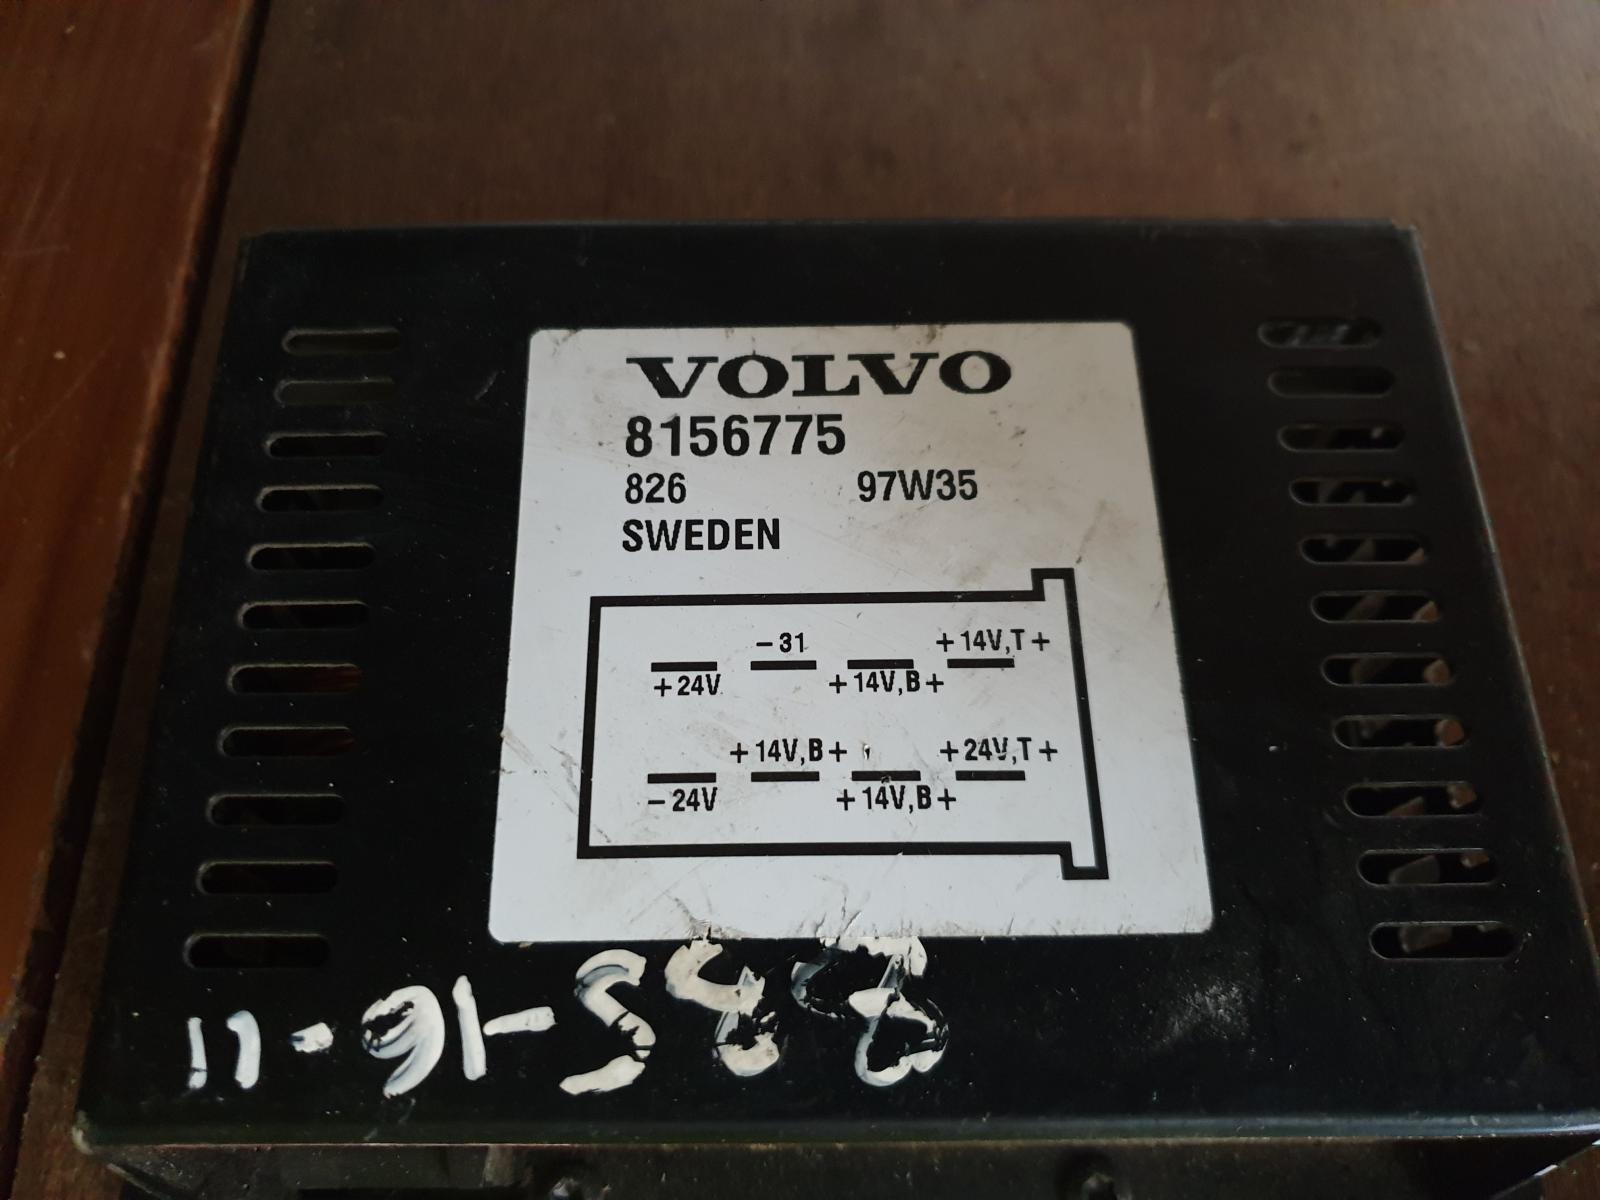 VOLVO
8156775
826 97W35
SWEDEN
-31 +14V,T+
+24V +14V,B+
+14V,B+ +24V,T+
-24V +14V,B+